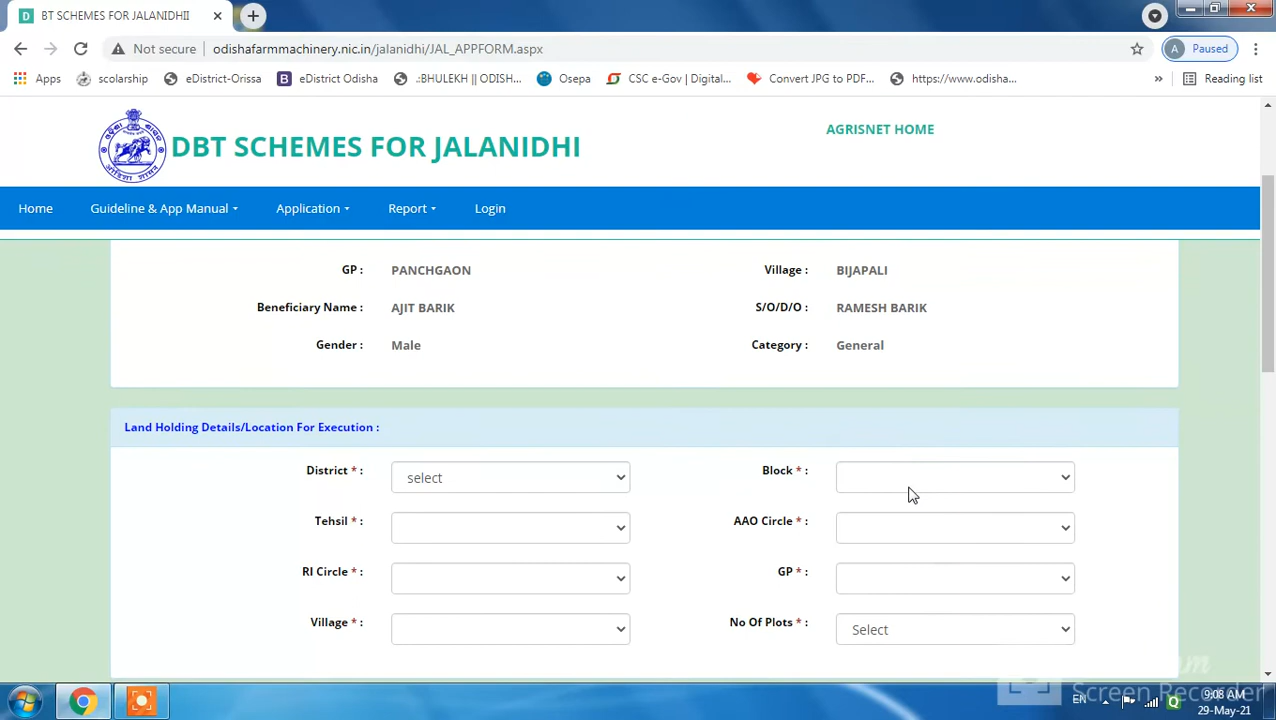 BT SCHEMES FOR JALANIDHII
Not secure odishafarmmachinery.nic.in/jalanidhi/JAL_APPFORM.aspx A Paused
Apps scolarship eDistrict-Orissa B eDistrict Odisha .:BHULEKH || ODISH... Osepa CSC e-Gov | Digital... Convert JPG to PDF... https://www.odisha... » Reading list
DBT SCHEMES FOR JALANIDHI
AGRISNET HOME
Home Guideline & App Manual Application Report Login
GP : PANCHGAON Village : BIJAPALI
Beneficiary Name : AJIT BARIK S/O/D/O : RAMESH BARIK
Gender : Male Category : General
Land Holding Details/Location For Execution :
District * : select Block * :
Tehsil * : AAO Circle * :
RI Circle * : GP * :
Village * : No Of Plots * : Select
Screen Recorder
EN 9:08 AM
29-May-21